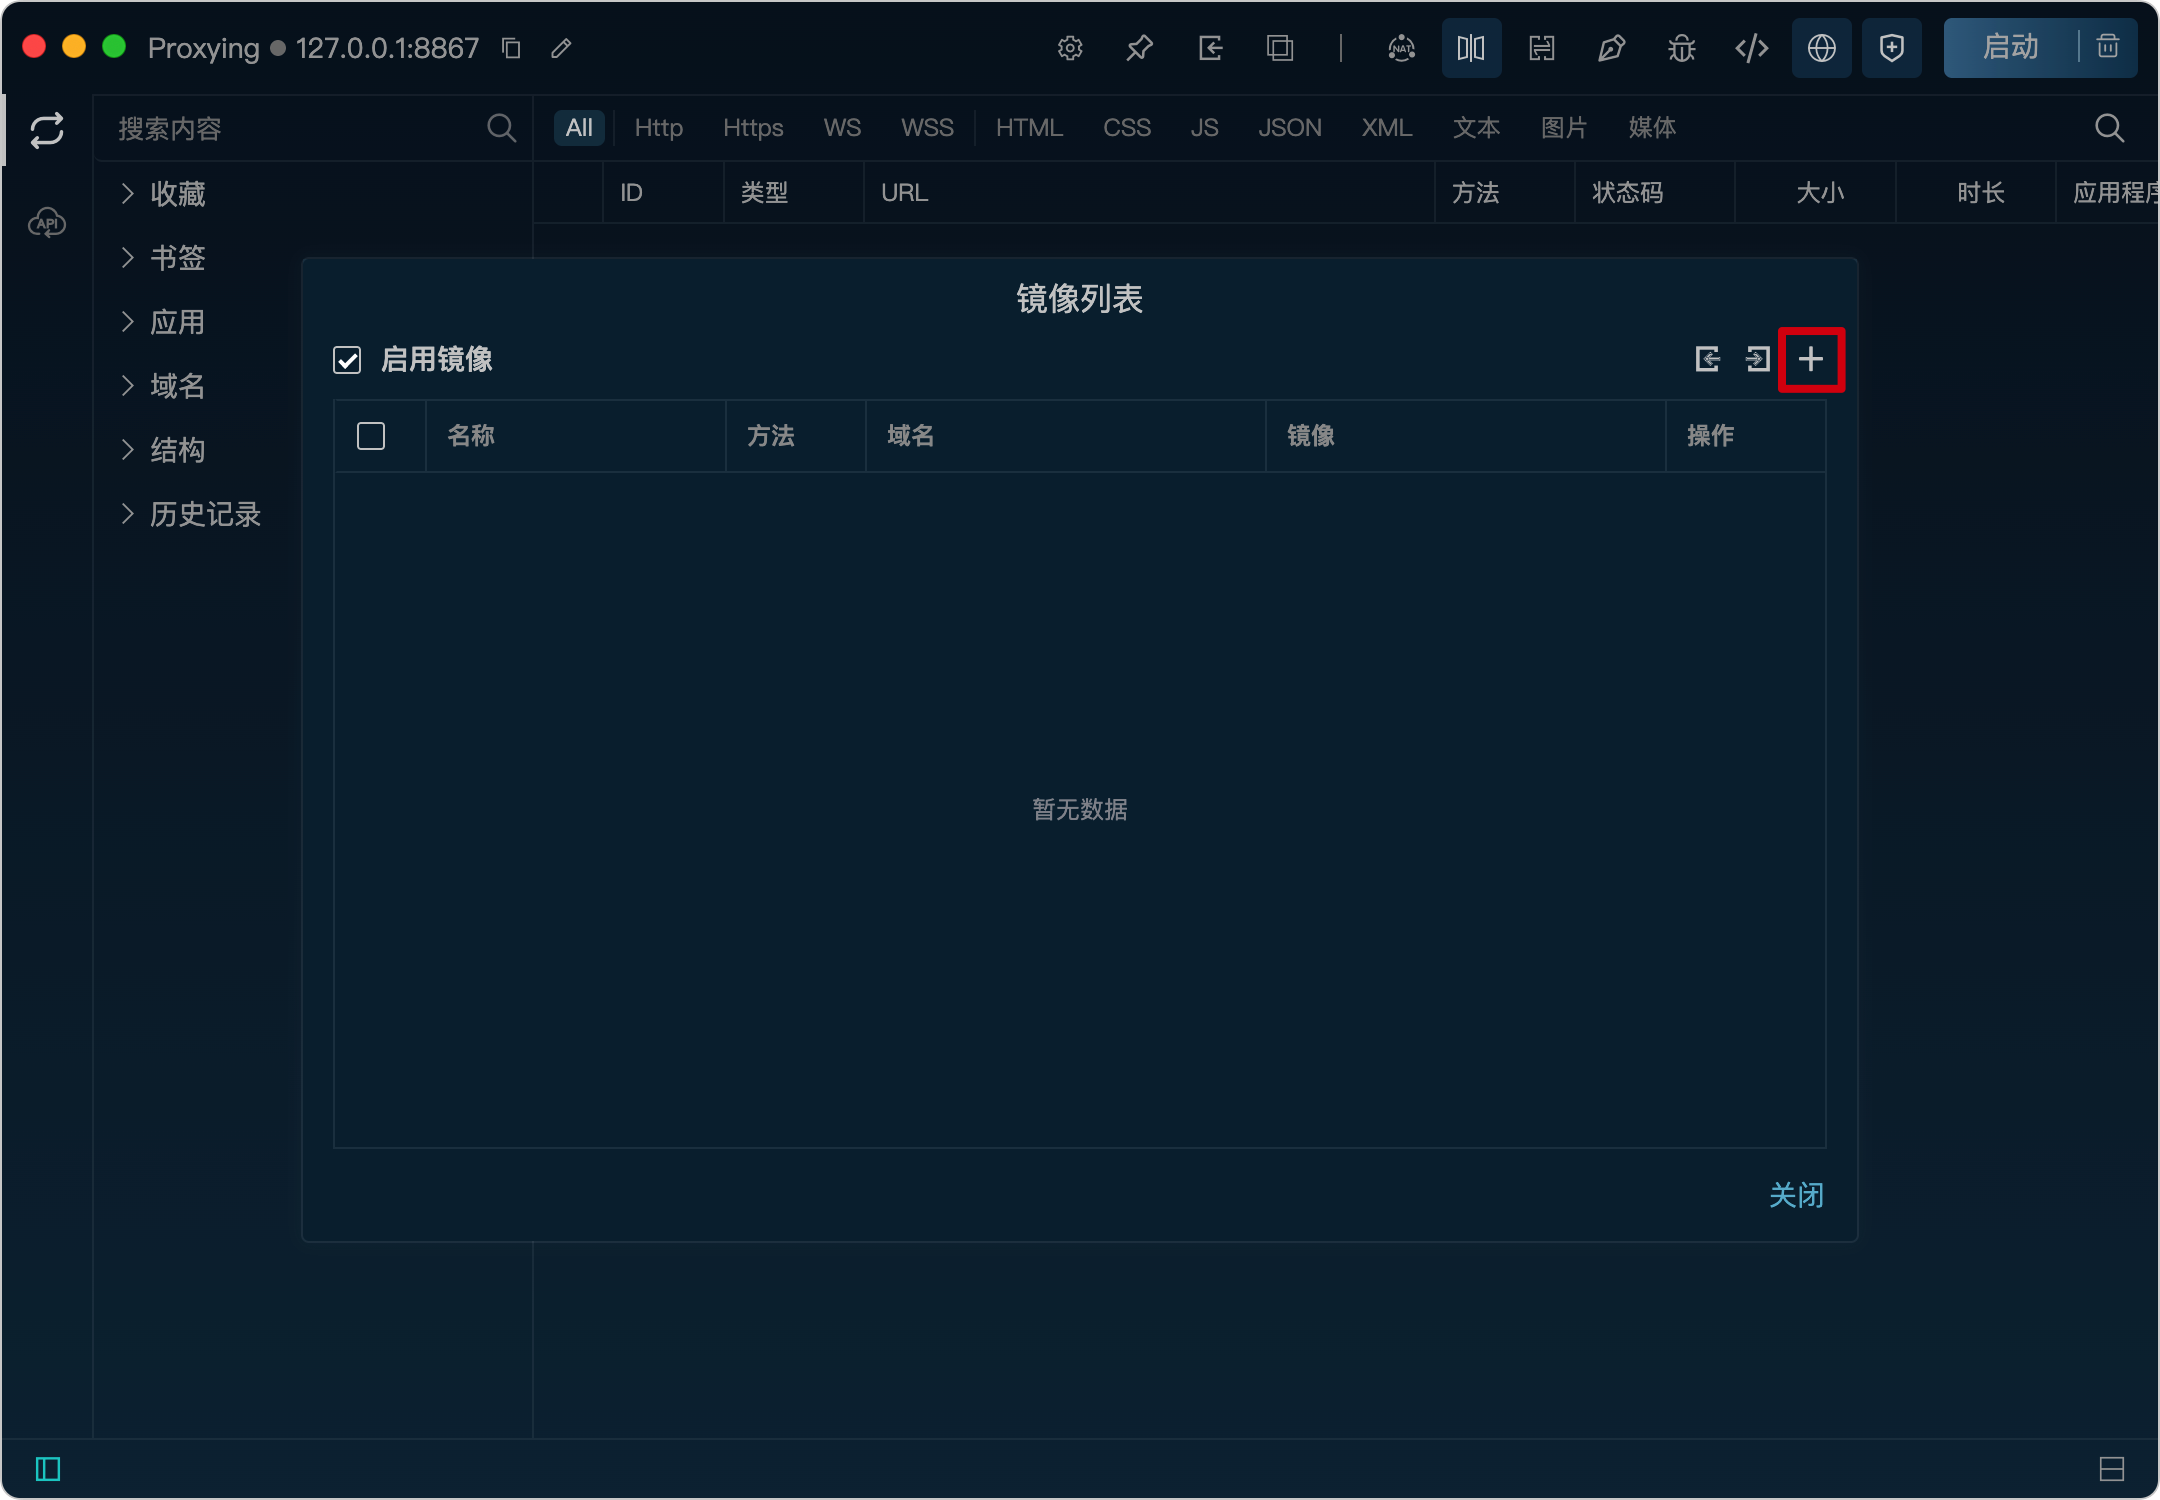 Proxying 127.0.0.1:8867
NAT
启动
搜索内容
All Http Https WS WSS HTML CSS JS JSON XML 文本 图片 媒体
ID 类型 URL 方法 状态码 大小 时长 应用程序
API
收藏
书签
应用
域名
结构
历史记录
镜像列表
启用镜像
名称 方法 域名 镜像 操作
暂无数据
关闭